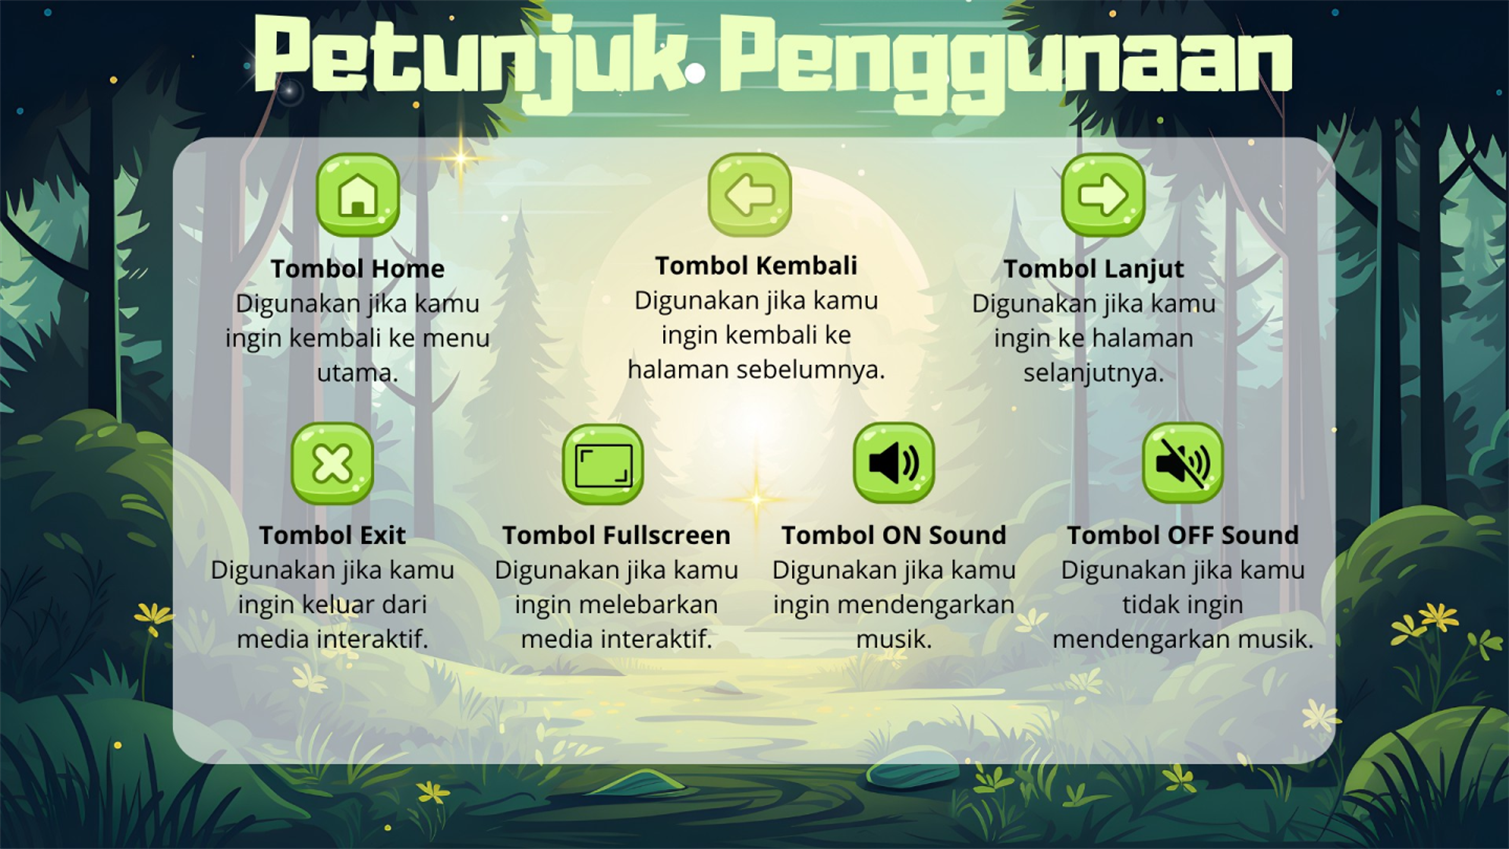 Petunjuk Penggunaan
Tombol Home
Digunakan jika kamu
ingin kembali ke menu
utama.
Tombol Kembali
Digunakan jika kamu
ingin kembali ke
halaman sebelumnya.
Tombol Lanjut
Digunakan jika kamu
ingin ke halaman
selanjutnya.
Tombol Exit
Digunakan jika kamu
ingin keluar dari
media interaktif.
Tombol Fullscreen
Digunakan jika kamu
ingin melebarkan
media interaktif.
Tombol ON Sound
Digunakan jika kamu
ingin mendengarkan
musik.
Tombol OFF Sound
Digunakan jika kamu
tidak ingin
mendengarkan musik.